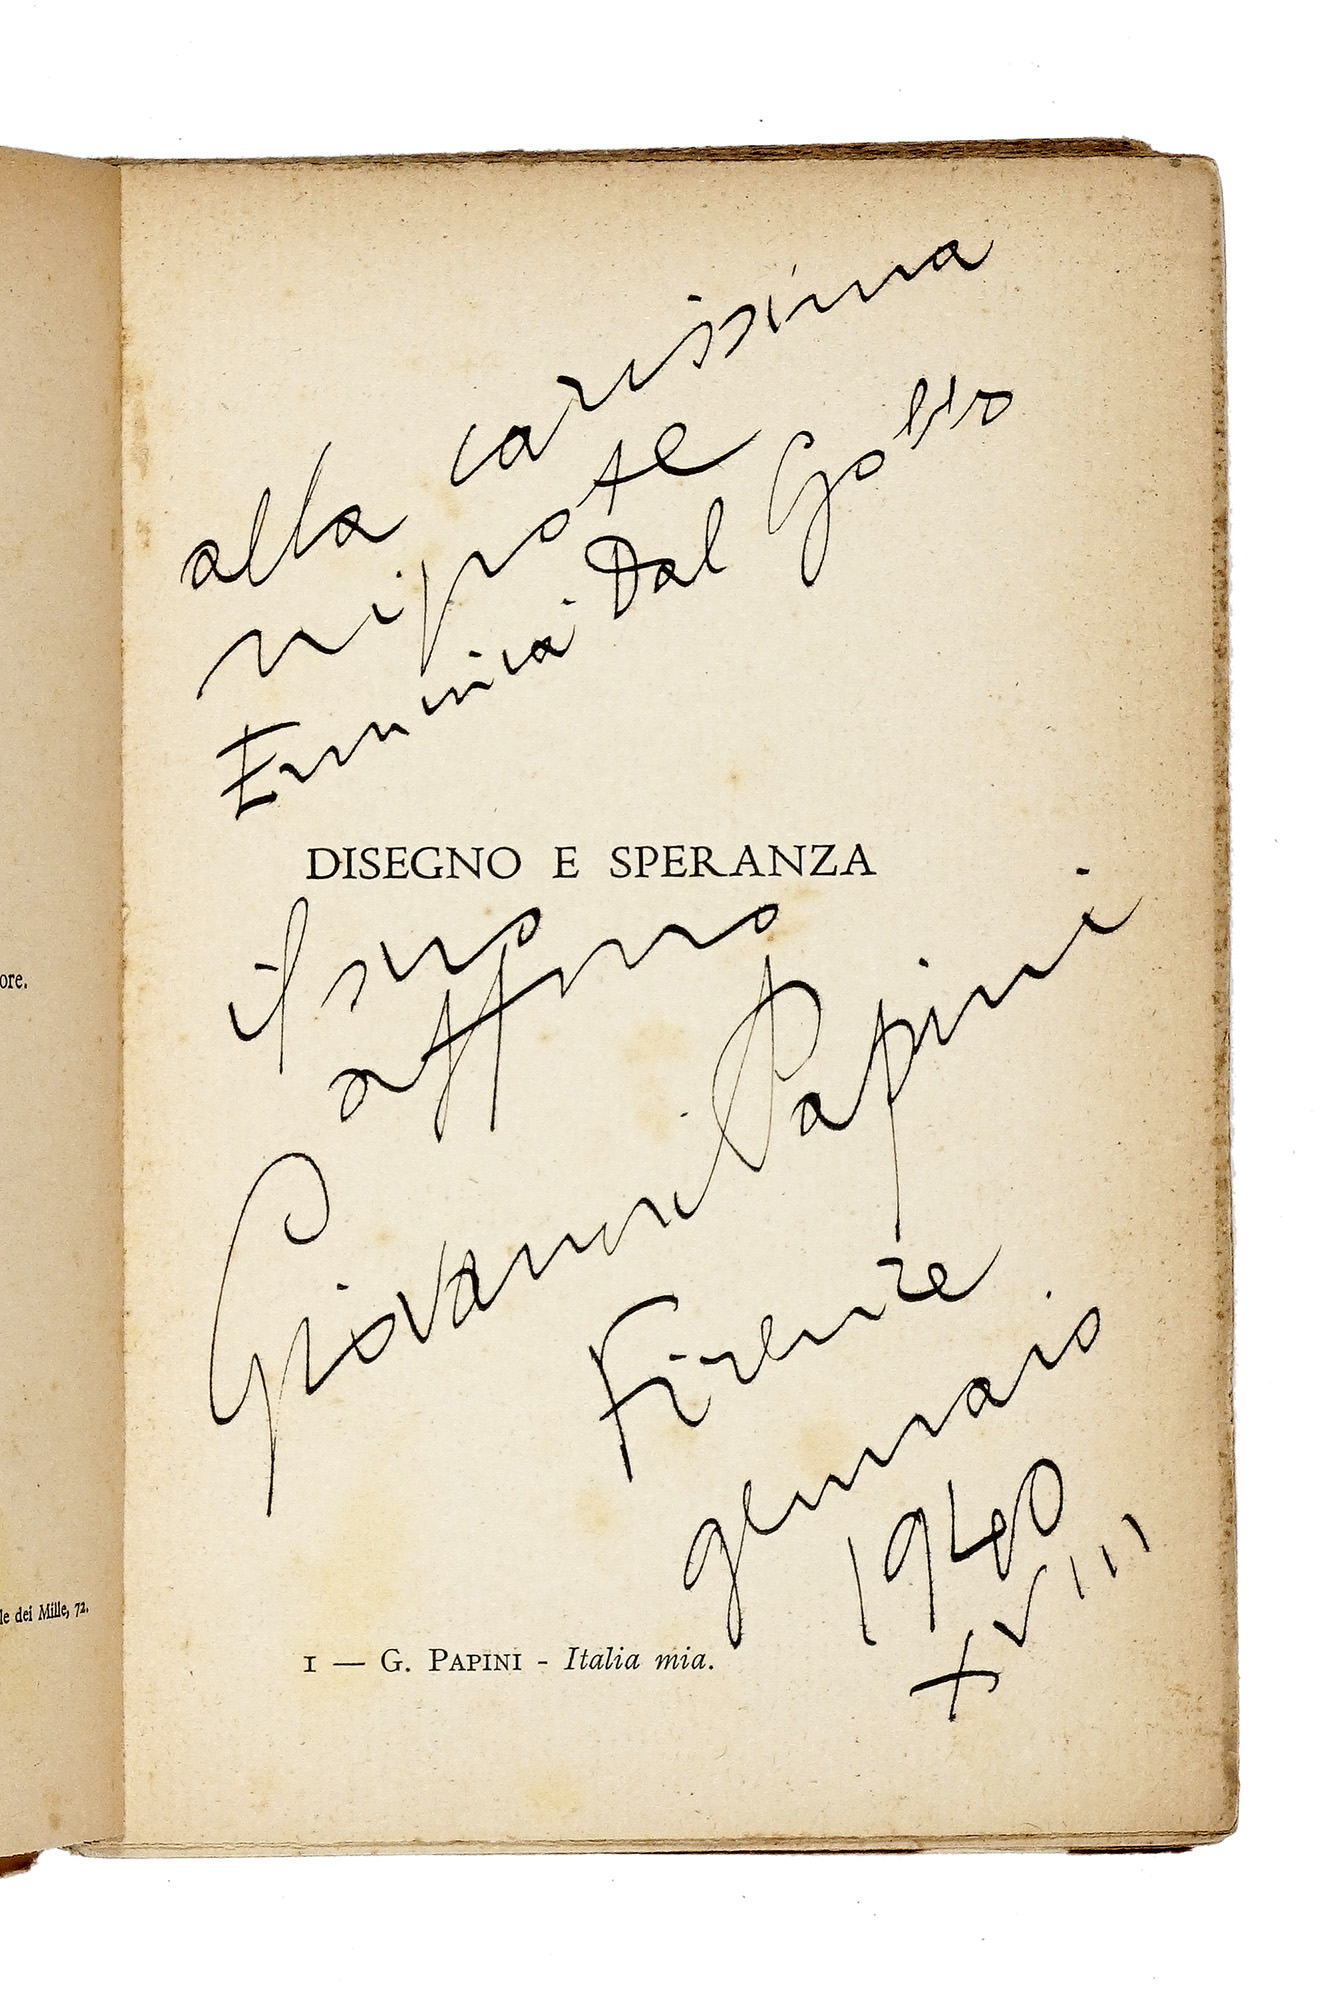 alla carissima
nipote
Erminia Dal Gobbo
DISEGNO E SPERANZA
il suo
affmo
Giovanni Papini
Firenze
gennaio
1940
XVIII
1 — G. PAPINI - Italia mia.
ore.
le dei Mille, 72.